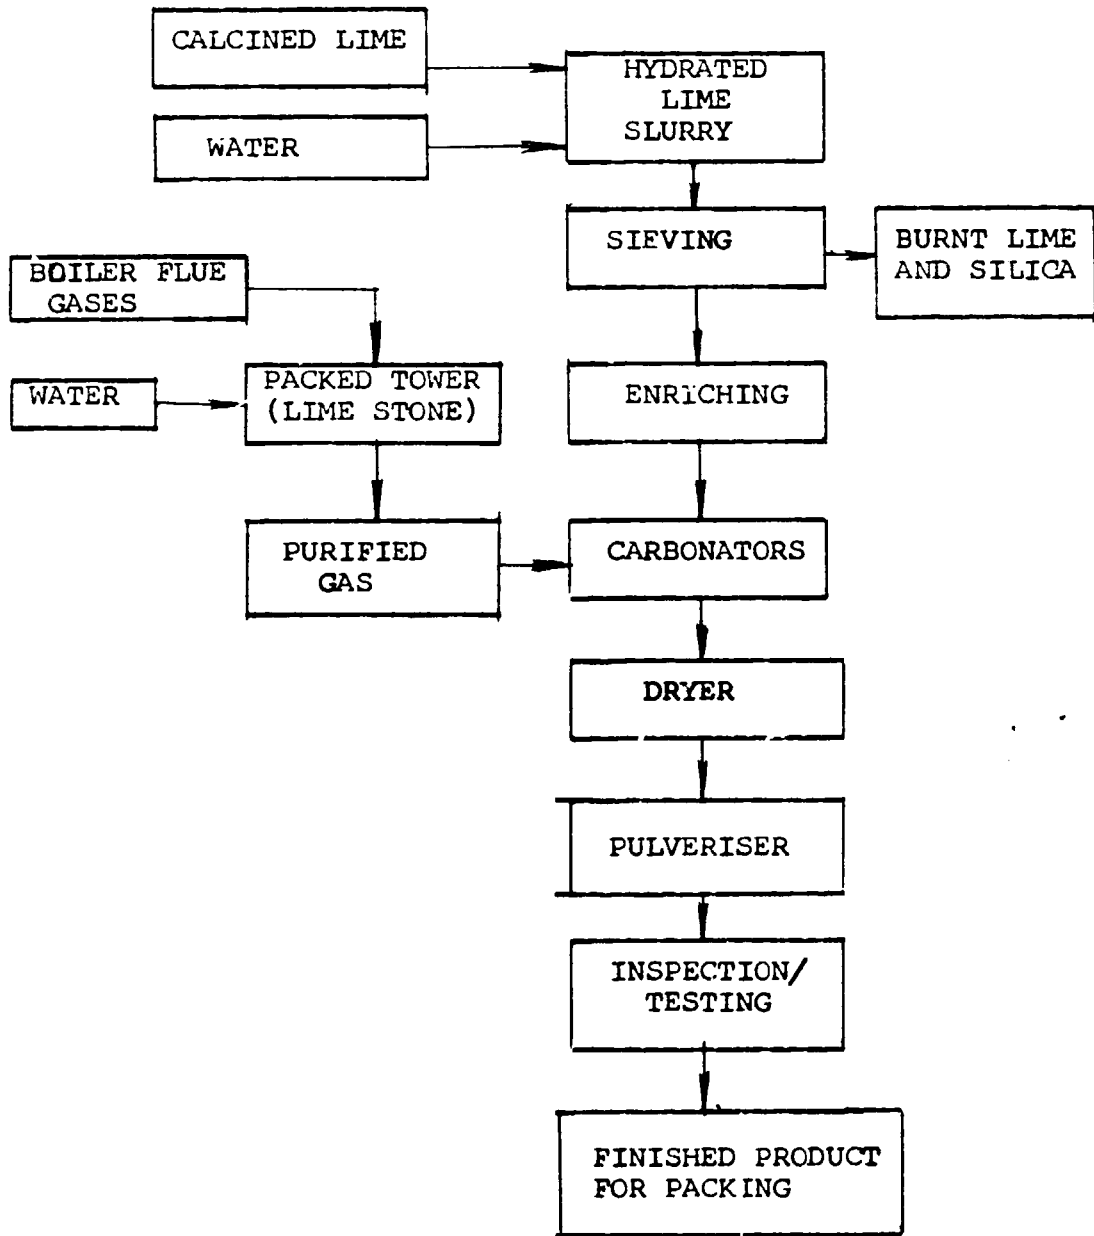 CALCINED LIME
HYDRATED
LIME
SLURRY
WATER
SIEVING
BURNT LIME
AND SILICA
BOILER FLUE
GASES
WATER
PACKED TOWER
(LIME STONE)
ENRICHING
PURIFIED
GAS
CARBONATORS
DRYER
PULVERISER
INSPECTION/
TESTING
FINISHED PRODUCT
FOR PACKING